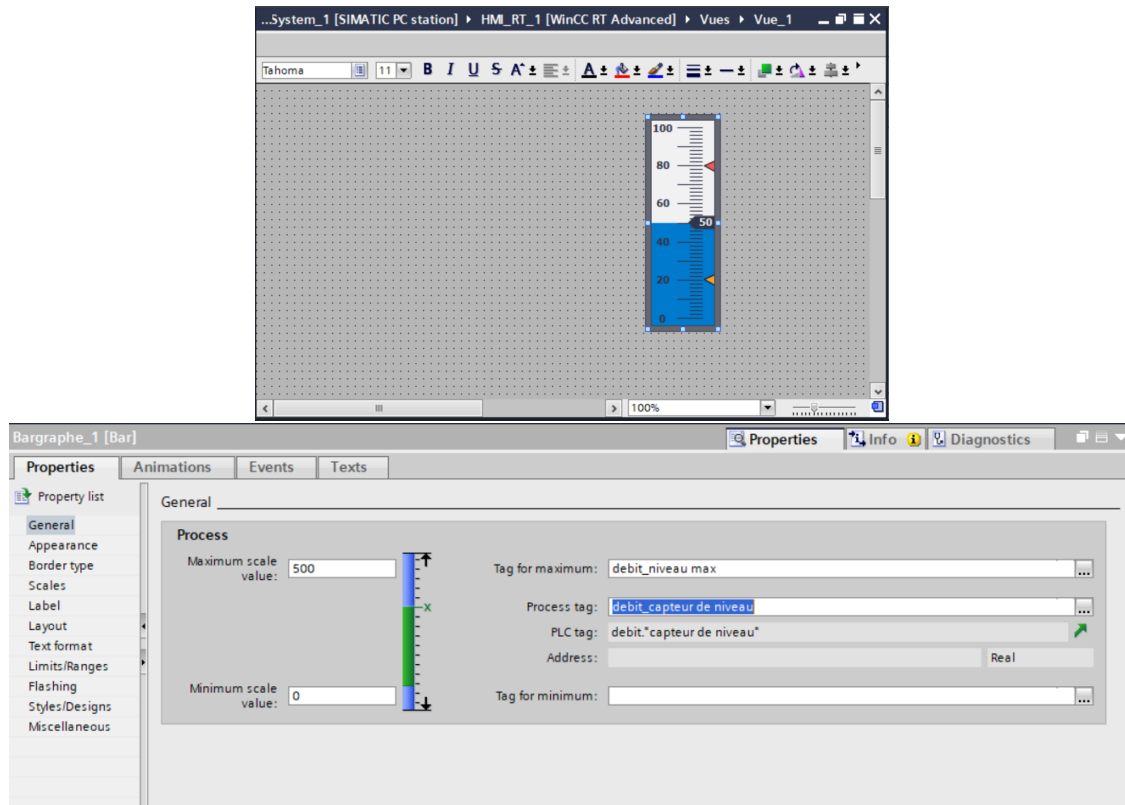 ...System_1 [SIMATIC PC station] ▸ HMI_RT_1 [WinCC RT Advanced] ▸ Vues ▸ Vue_1
Tahoma 11 B I U S A A
100
80
60
50
40
20
0
100%
Bargraphe_1 [Bar]
Properties Info Diagnostics
Properties Animations Events Texts
Property list
General
Appearance
Border type
Scales
Label
Layout
Text format
Limits/Ranges
Flashing
Styles/Designs
Miscellaneous
General
Process
Maximum scale
value: 500
Tag for maximum: debit_niveau max ...
X
Process tag: debit_capteur de niveau ...
PLC tag: debit."capteur de niveau"
Address: Real
Minimum scale
value: 0
Tag for minimum: ...